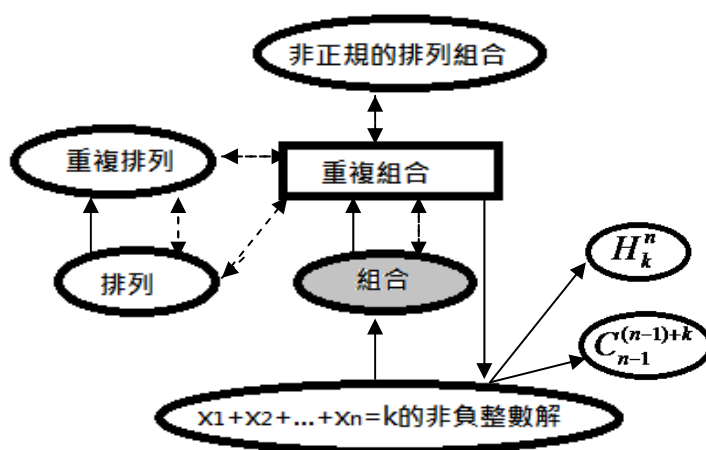 非正規的排列組合
重複排列
重複組合
排列
組合
H_k^n
C_{n-1}^{(n-1)+k}
x1+x2+...+xn=k的非負整數解